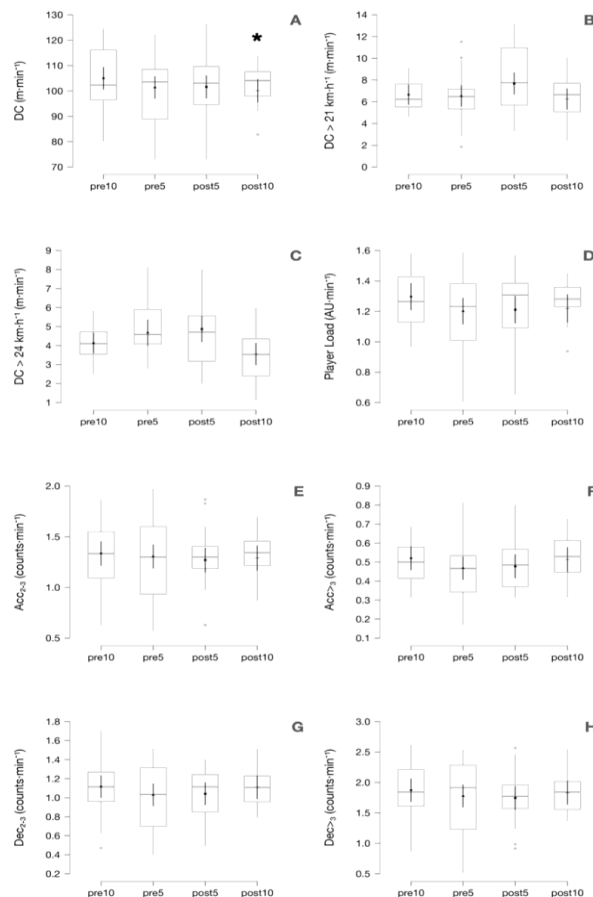 A
DC (m·min⁻¹)
130
120
110
100
90
80
70
*
pre10 pre5 post5 post10
B
DC > 21 km·h⁻¹ (m·min⁻¹)
14
12
10
8
6
4
2
0
pre10 pre5 post5 post10
C
DC > 24 km·h⁻¹ (m·min⁻¹)
9
8
7
6
5
4
3
2
1
pre10 pre5 post5 post10
D
Player Load (AU·min⁻¹)
1.6
1.4
1.2
1.0
0.8
0.6
pre10 pre5 post5 post10
E
Acc₂₋₃ (counts·min⁻¹)
2.0
1.5
1.0
0.5
pre10 pre5 post5 post10
F
Acc>₃ (counts·min⁻¹)
0.9
0.8
0.7
0.6
0.5
0.4
0.3
0.2
0.1
pre10 pre5 post5 post10
G
Dec₂₋₃ (counts·min⁻¹)
1.8
1.6
1.4
1.2
1.0
0.8
0.6
0.4
0.2
pre10 pre5 post5 post10
H
Dec>₃ (counts·min⁻¹)
3.0
2.5
2.0
1.5
1.0
0.5
pre10 pre5 post5 post10